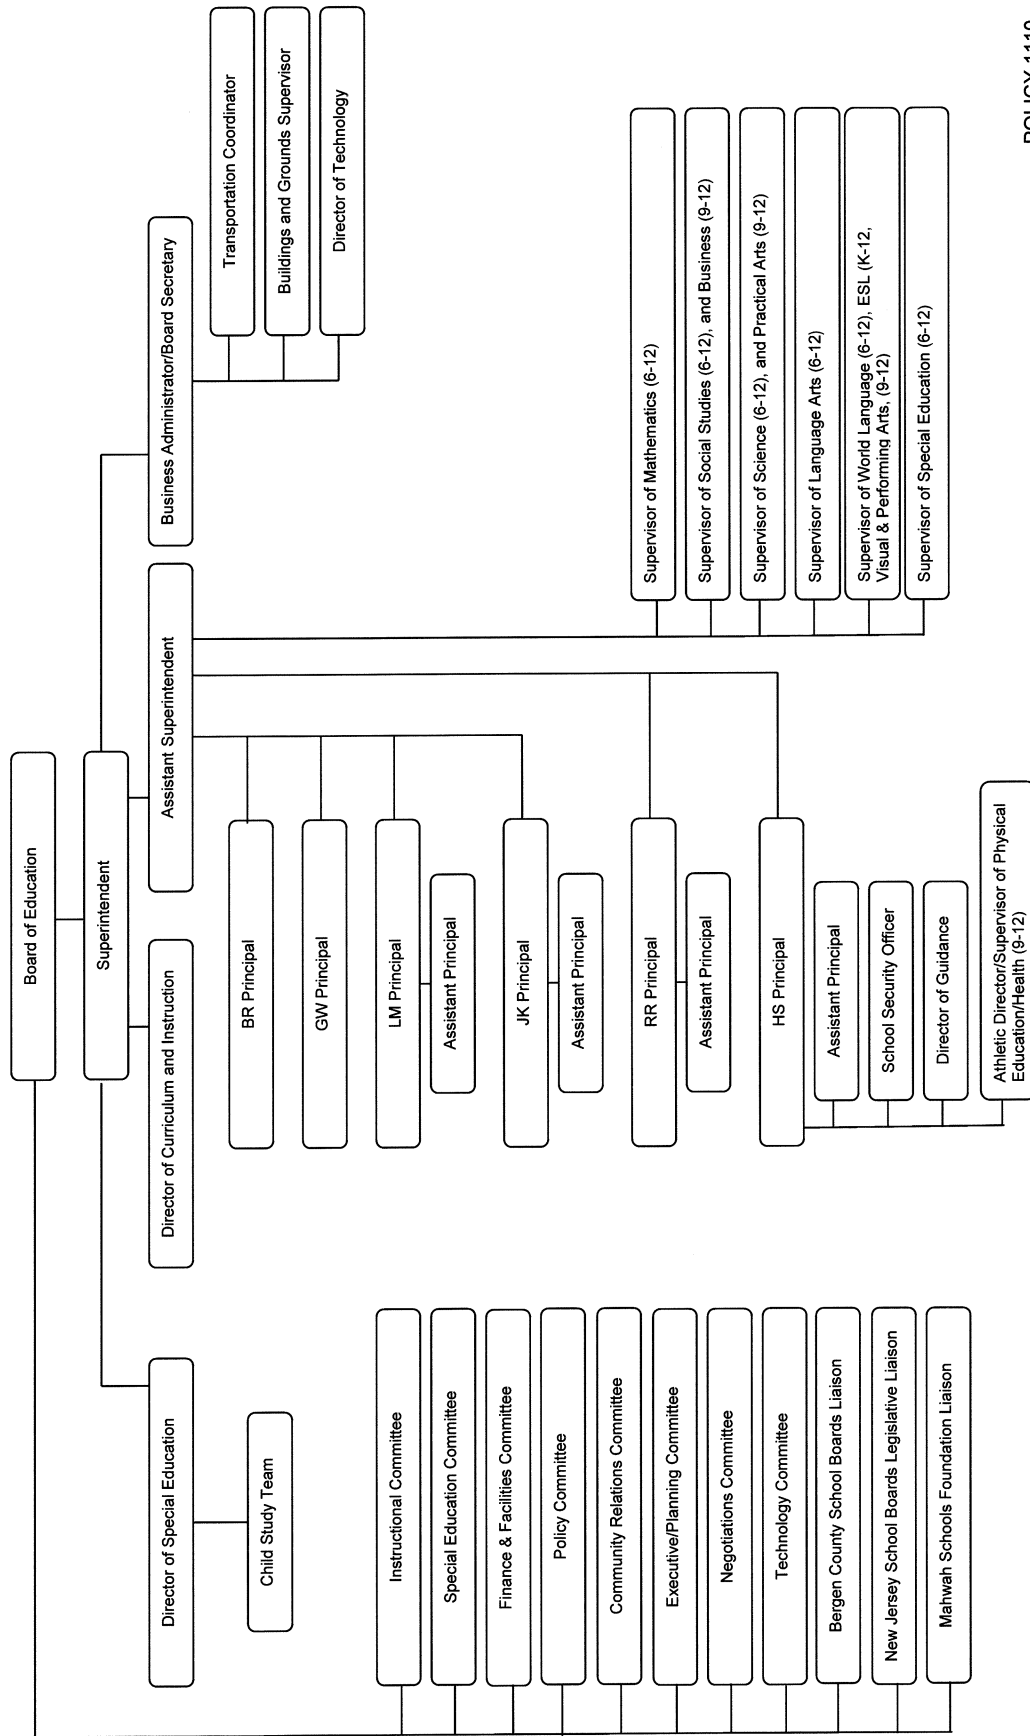 Board of Education
Superintendent
Director of Special Education
Director of Curriculum and Instruction
Assistant Superintendent
Business Administrator/Board Secretary
Child Study Team
BR Principal
GW Principal
LM Principal
Assistant Principal
JK Principal
Assistant Principal
RR Principal
Assistant Principal
HS Principal
Assistant Principal
School Security Officer
Director of Guidance
Athletic Director/Supervisor of Physical
Education/Health (9-12)
Transportation Coordinator
Buildings and Grounds Supervisor
Director of Technology
Supervisor of Mathematics (6-12)
Supervisor of Social Studies (6-12), and Business (9-12)
Supervisor of Science (6-12), and Practical Arts (9-12)
Supervisor of Language Arts (6-12)
Supervisor of World Language (6-12), ESL (K-12,
Visual & Performing Arts, (9-12)
Supervisor of Special Education (6-12)
Instructional Committee
Special Education Committee
Finance & Facilities Committee
Policy Committee
Community Relations Committee
Executive/Planning Committee
Negotiations Committee
Technology Committee
Bergen County School Boards Liaison
New Jersey School Boards Legislative Liaison
Mahwah Schools Foundation Liaison
POLICY